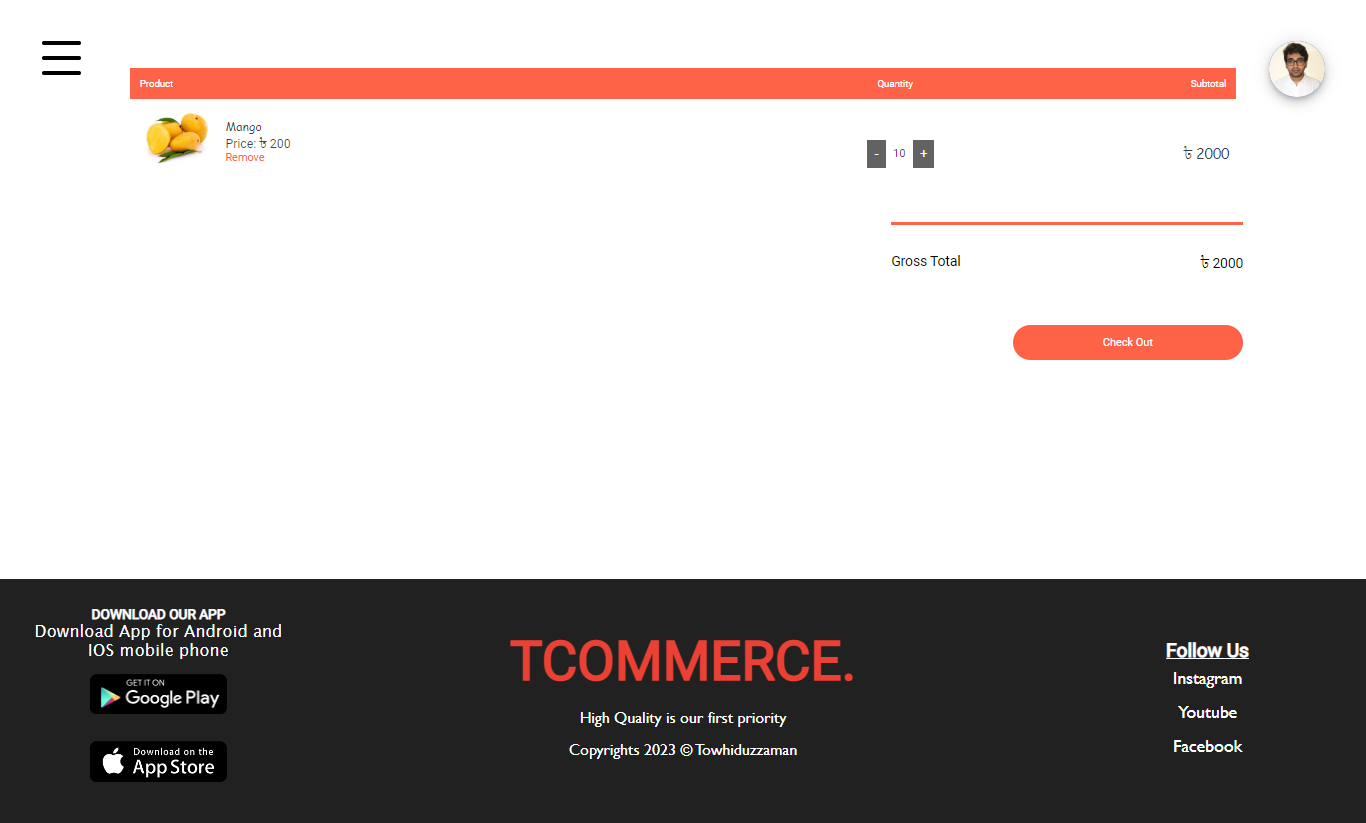 Product Quantity Subtotal
Mango
Price: ৳ 200
Remove
- 10 +
৳ 2000
Gross Total ৳ 2000
Check Out
DOWNLOAD OUR APP
Download App for Android and
IOS mobile phone
GET IT ON
Google Play
Download on the
App Store
TCOMMERCE.
High Quality is our first priority
Copyrights 2023 © Towhiduzzaman
Follow Us
Instagram
Youtube
Facebook